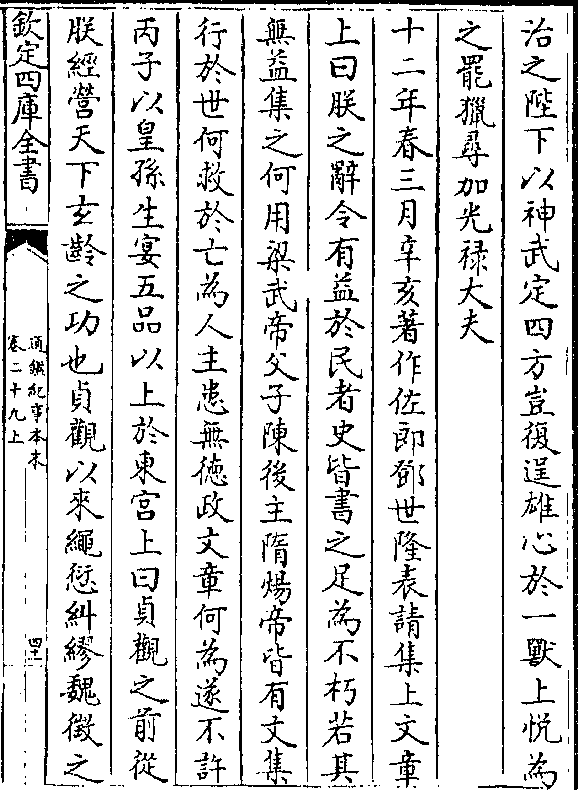 治之陛下以神武定四方豈復逞雄心於一獸上悅為
之罷獵尋加光祿大夫
十二年春三月辛亥著作佐郎鄧世隆表請集上文章
上曰朕之辭令有益於民者史皆書之足為不朽若其
無益集之何用梁武帝父子陳後主隋煬帝皆有文集
行於世何救於亡為人主患無徳政文章何為遂不許
丙子以皇孫生宴五品以上於東宮上曰貞觀之前從
朕經營天下玄齡之功也貞觀以來繩愆糾繆魏徵之
欽定四庫全書
通鑑紀事本末
卷二十九上